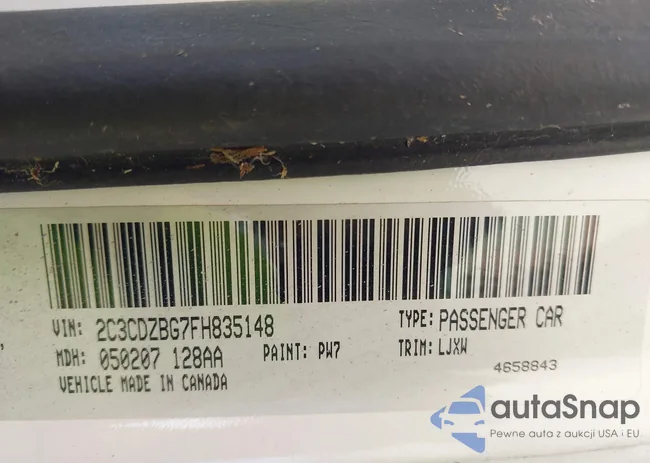 VIN: 2C3CDZBG7FH835148 TYPE: PASSENGER CAR
MDH: 050207 128AA PAINT: PW7 TRIM: LJXW
VEHICLE MADE IN CANADA 4658843
autaSnap
Pewne auta z aukcji USA i EU